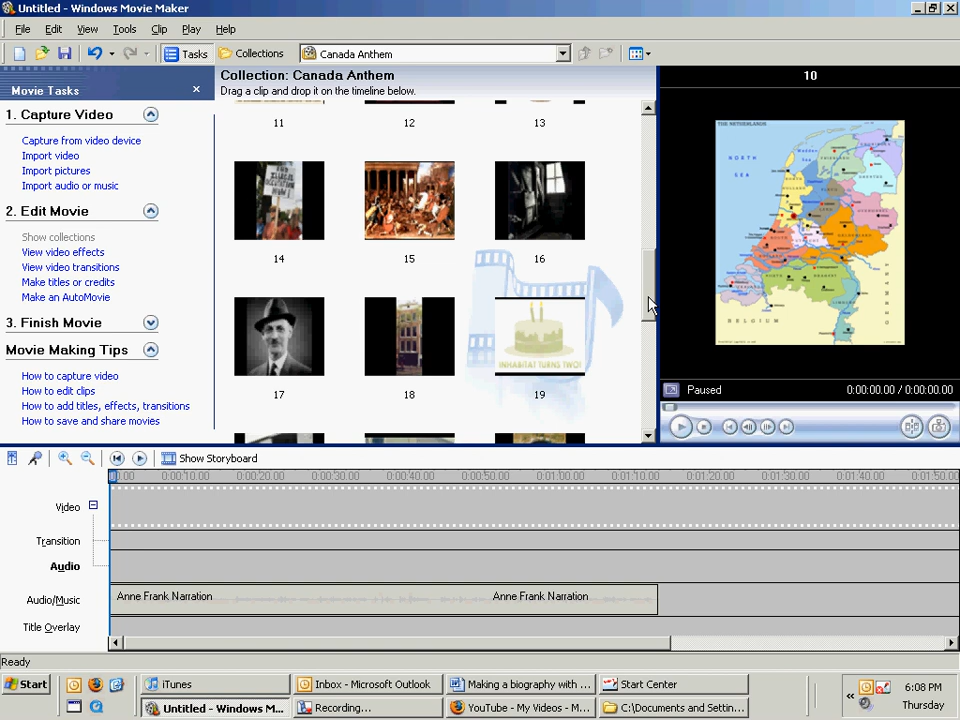 Untitled - Windows Movie Maker
File Edit View Tools Clip Play Help
Tasks Collections Canada Anthem
Movie Tasks
1. Capture Video
Capture from video device
Import video
Import pictures
Import audio or music
2. Edit Movie
Show collections
View video effects
View video transitions
Make titles or credits
Make an AutoMovie
3. Finish Movie
Movie Making Tips
How to capture video
How to edit clips
How to add titles, effects, transitions
How to save and share movies
Collection: Canada Anthem
Drag a clip and drop it on the timeline below.
11 12 13
14 15 16
INHABITAT TURNS TWO!
17 18 19
10
THE NETHERLANDS
NORTH
SEA
BELGIUM
Paused 0:00:00.00 / 0:00:00.00
Show Storyboard
0:00:10.00 0:00:20.00 0:00:30.00 0:00:40.00 0:00:50.00 0:01:00.00 0:01:10.00 0:01:20.00 0:01:30.00 0:01:40.00 0:01:50.00
Video
Transition
Audio
Audio/Music Anne Frank Narration Anne Frank Narration
Title Overlay
Ready
Start iTunes Inbox - Microsoft Outlook Making a biography with ... Start Center 6:08 PM
Untitled - Windows M... Recording... YouTube - My Videos - M... C:\Documents and Settin... Thursday